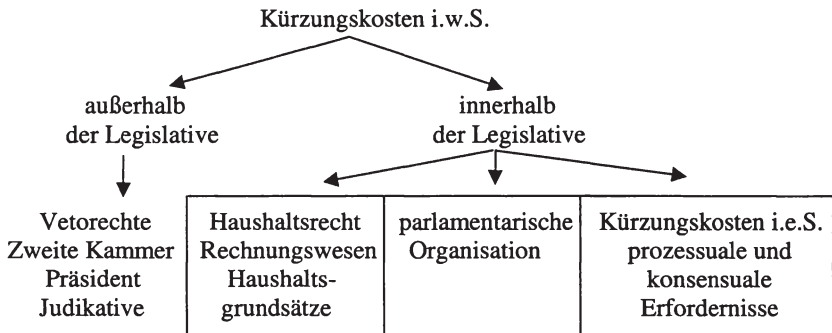 Kürzungskosten i.w.S.
außerhalb
der Legislative
innerhalb
der Legislative
Vetorechte
Zweite Kammer
Präsident
Judikative
Haushaltsrecht
Rechnungswesen
Haushalts-
grundsätze
parlamentarische
Organisation
Kürzungskosten i.e.S.
prozessuale und
konsensuale
Erfordernisse